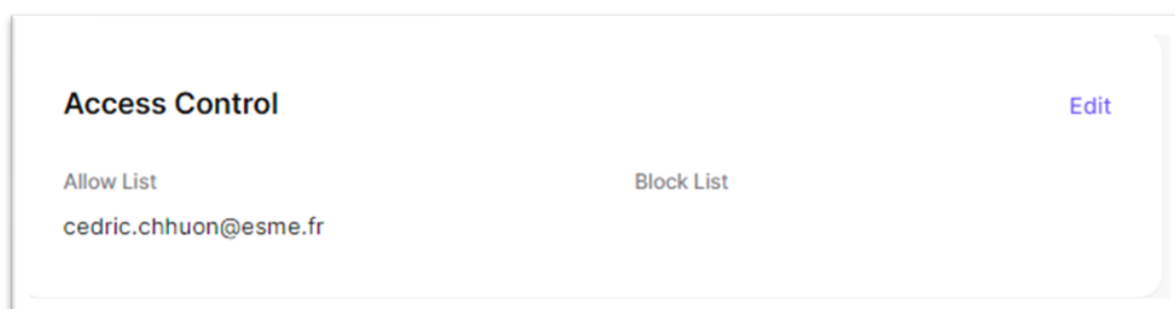 Access Control
Edit
Allow List
Block List
cedric.chhuon@esme.fr